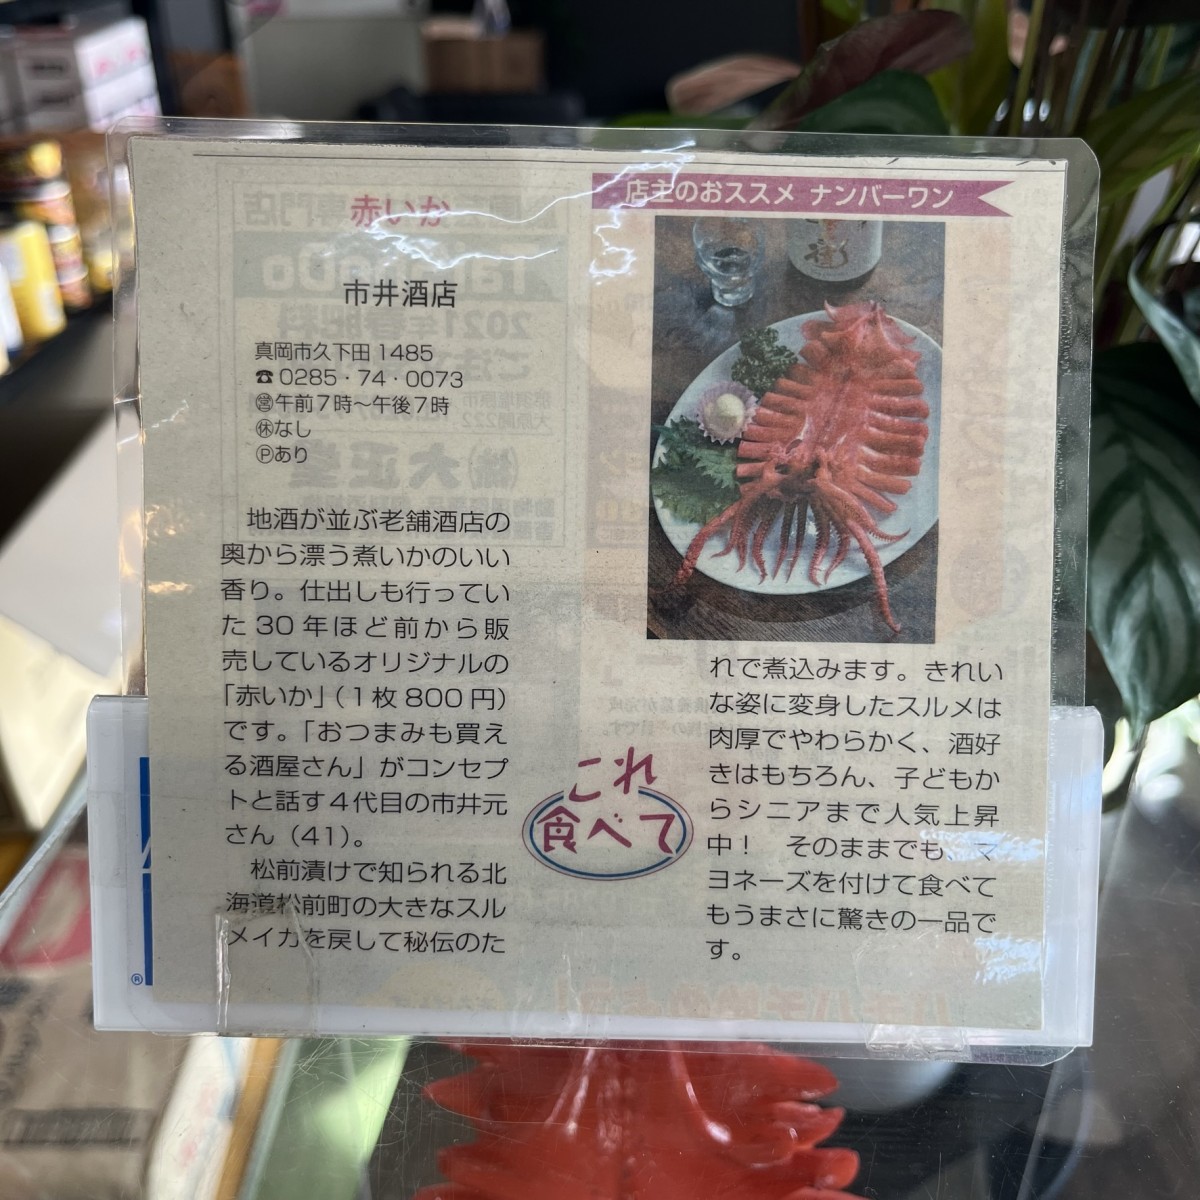 赤いか
市井酒店
真岡市久下田1485
☎0285・74・0073
㊡午前7時〜午後7時
㊡なし
Ⓟあり
地酒が並ぶ老舗酒店の
奥から漂う煮いかのいい
香り。仕出しも行ってい
た30年ほど前から販
売しているオリジナルの
「赤いか」(1枚800円)
です。「おつまみも買え
る酒屋さん」がコンセプ
トと話す4代目の市井元
さん(41)。
松前漬けで知られる北
海道松前町の大きなスル
メイカを戻して秘伝のた
店主のおススメ ナンバーワン
れで煮込みます。きれい
な姿に変身したスルメは
肉厚でやわらかく、酒好
きはもちろん、子どもか
らシニアまで人気上昇
中! そのままでも、マ
ヨネーズを付けて食べて
もうまさに驚きの一品で
す。
これ
食べて